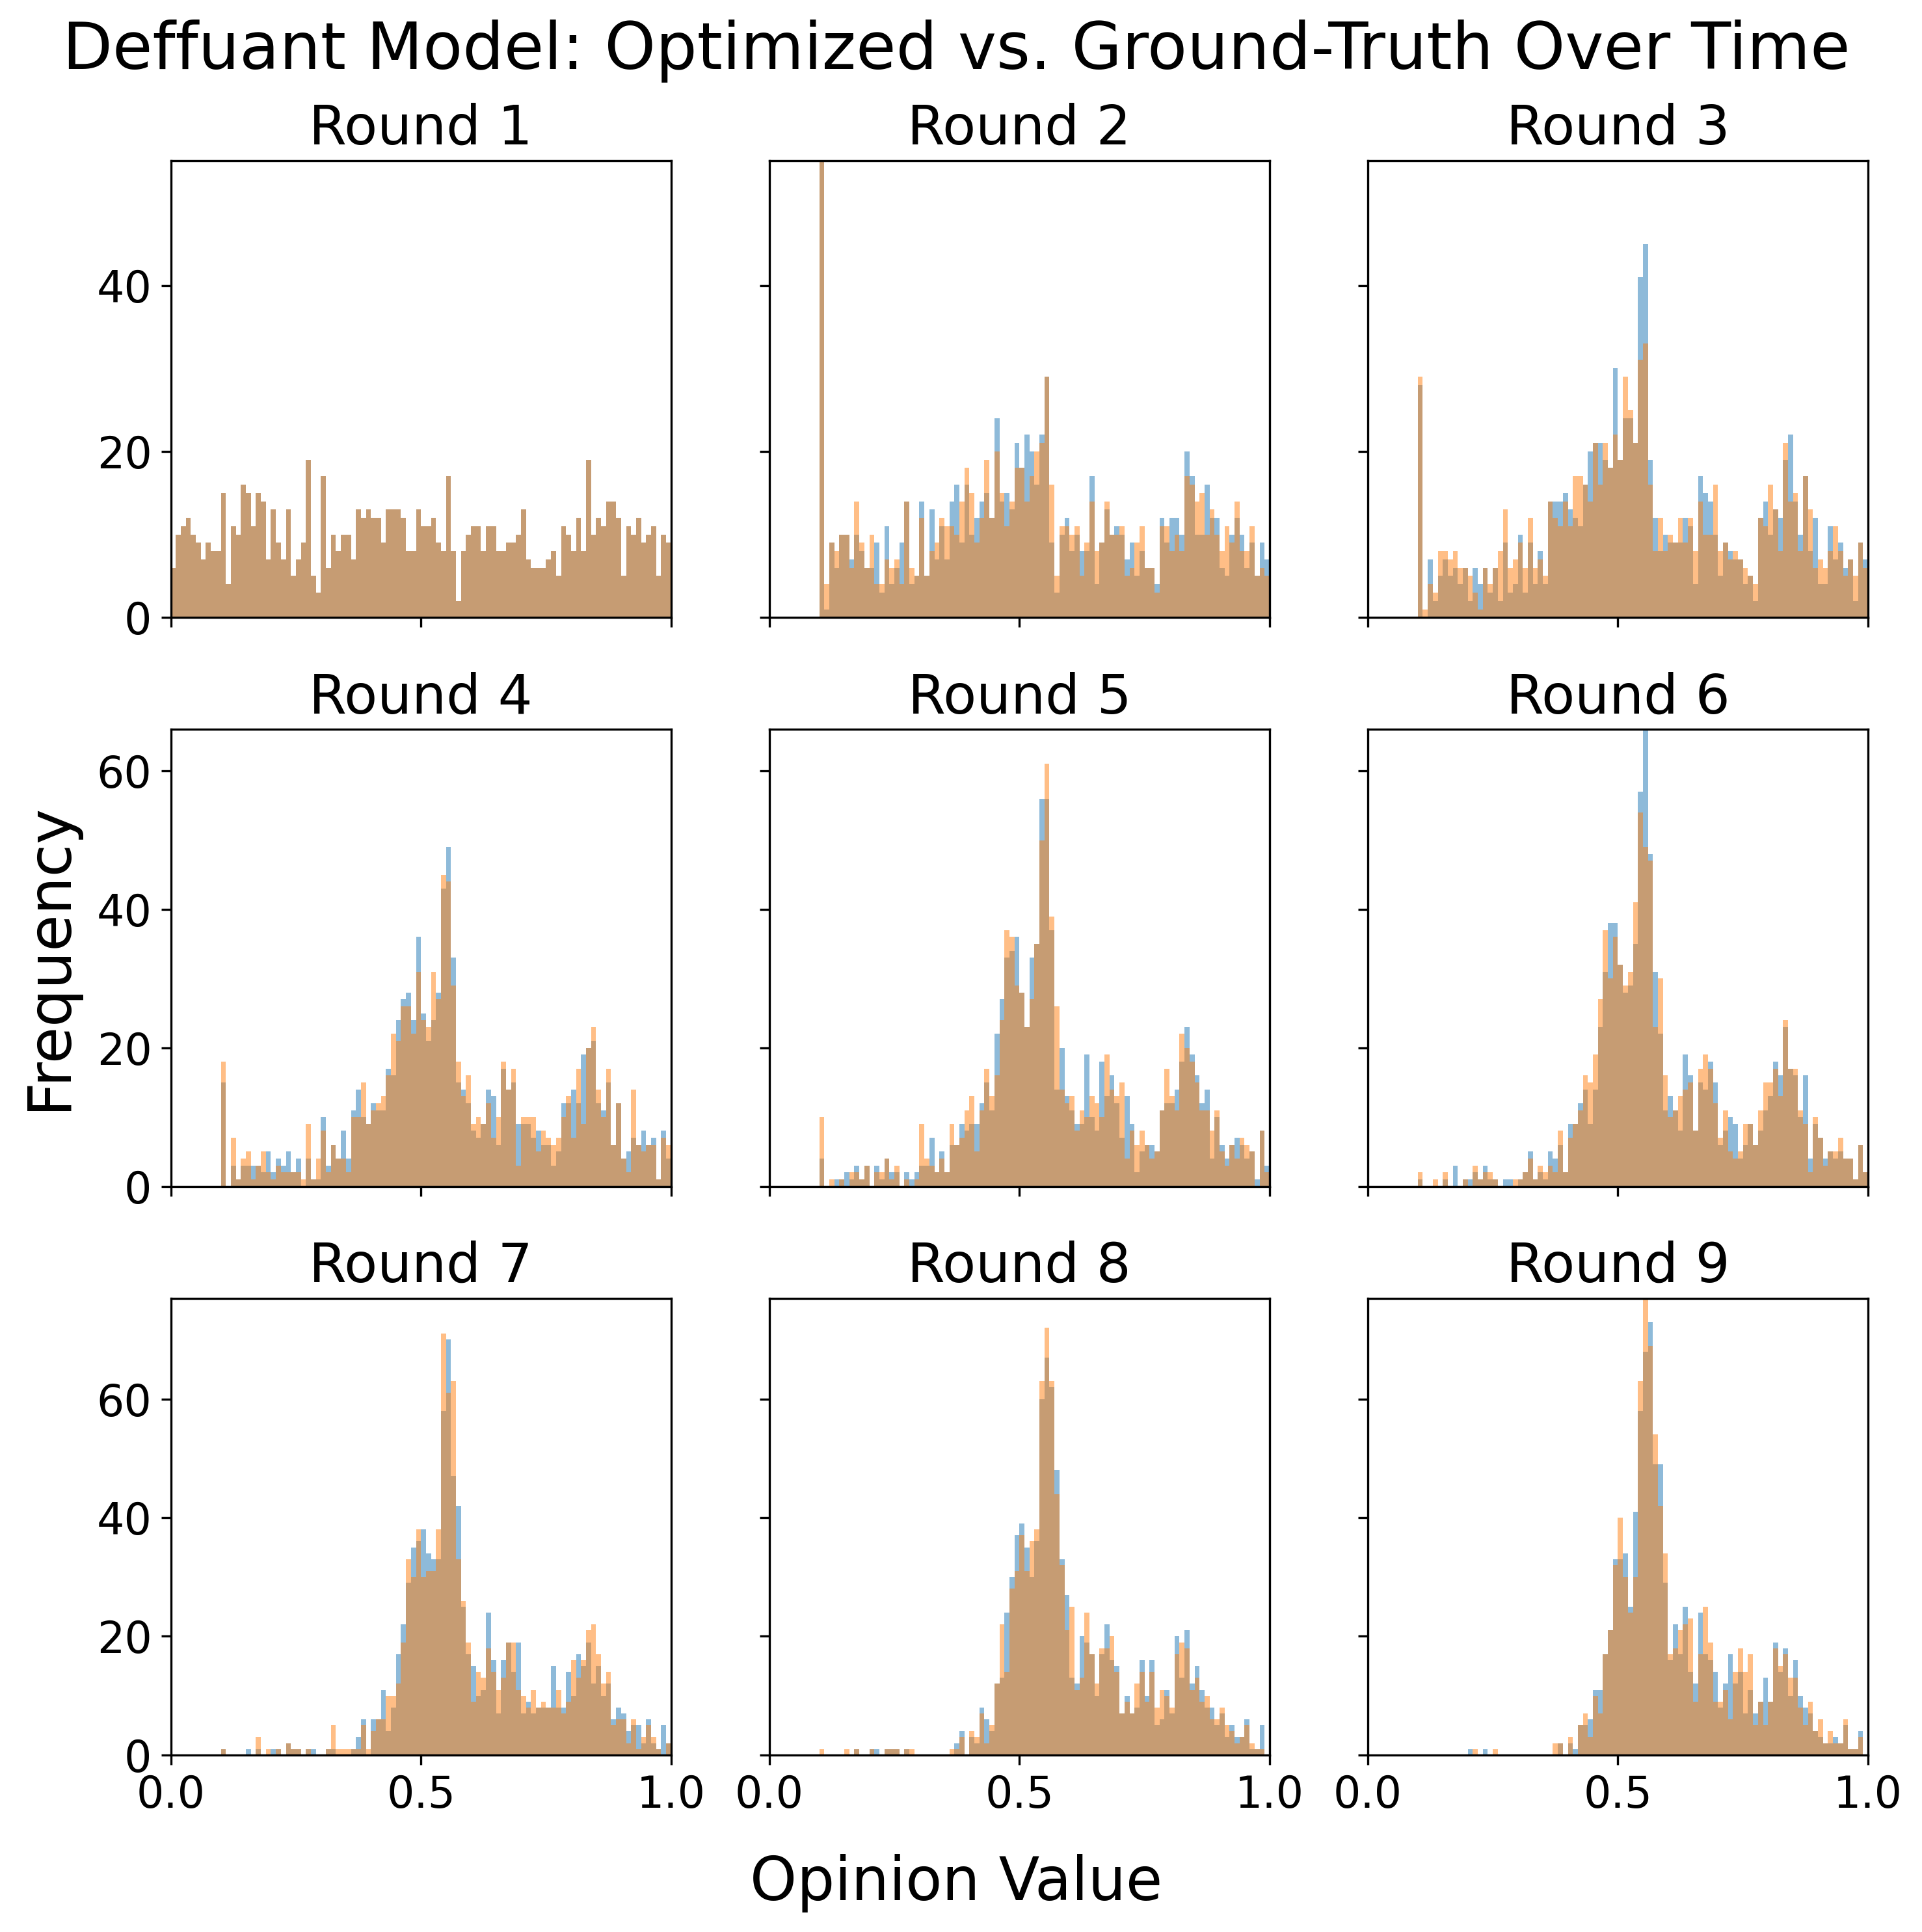 Deffuant Model: Optimized vs. Ground-Truth Over Time
Round 1
Round 2
Round 3
40
20
0
Round 4
Round 5
Round 6
60
40
20
0
Frequency
Round 7
Round 8
Round 9
60
40
20
0
0.0 0.5 1.0
0.0 0.5 1.0
0.0 0.5 1.0
Opinion Value